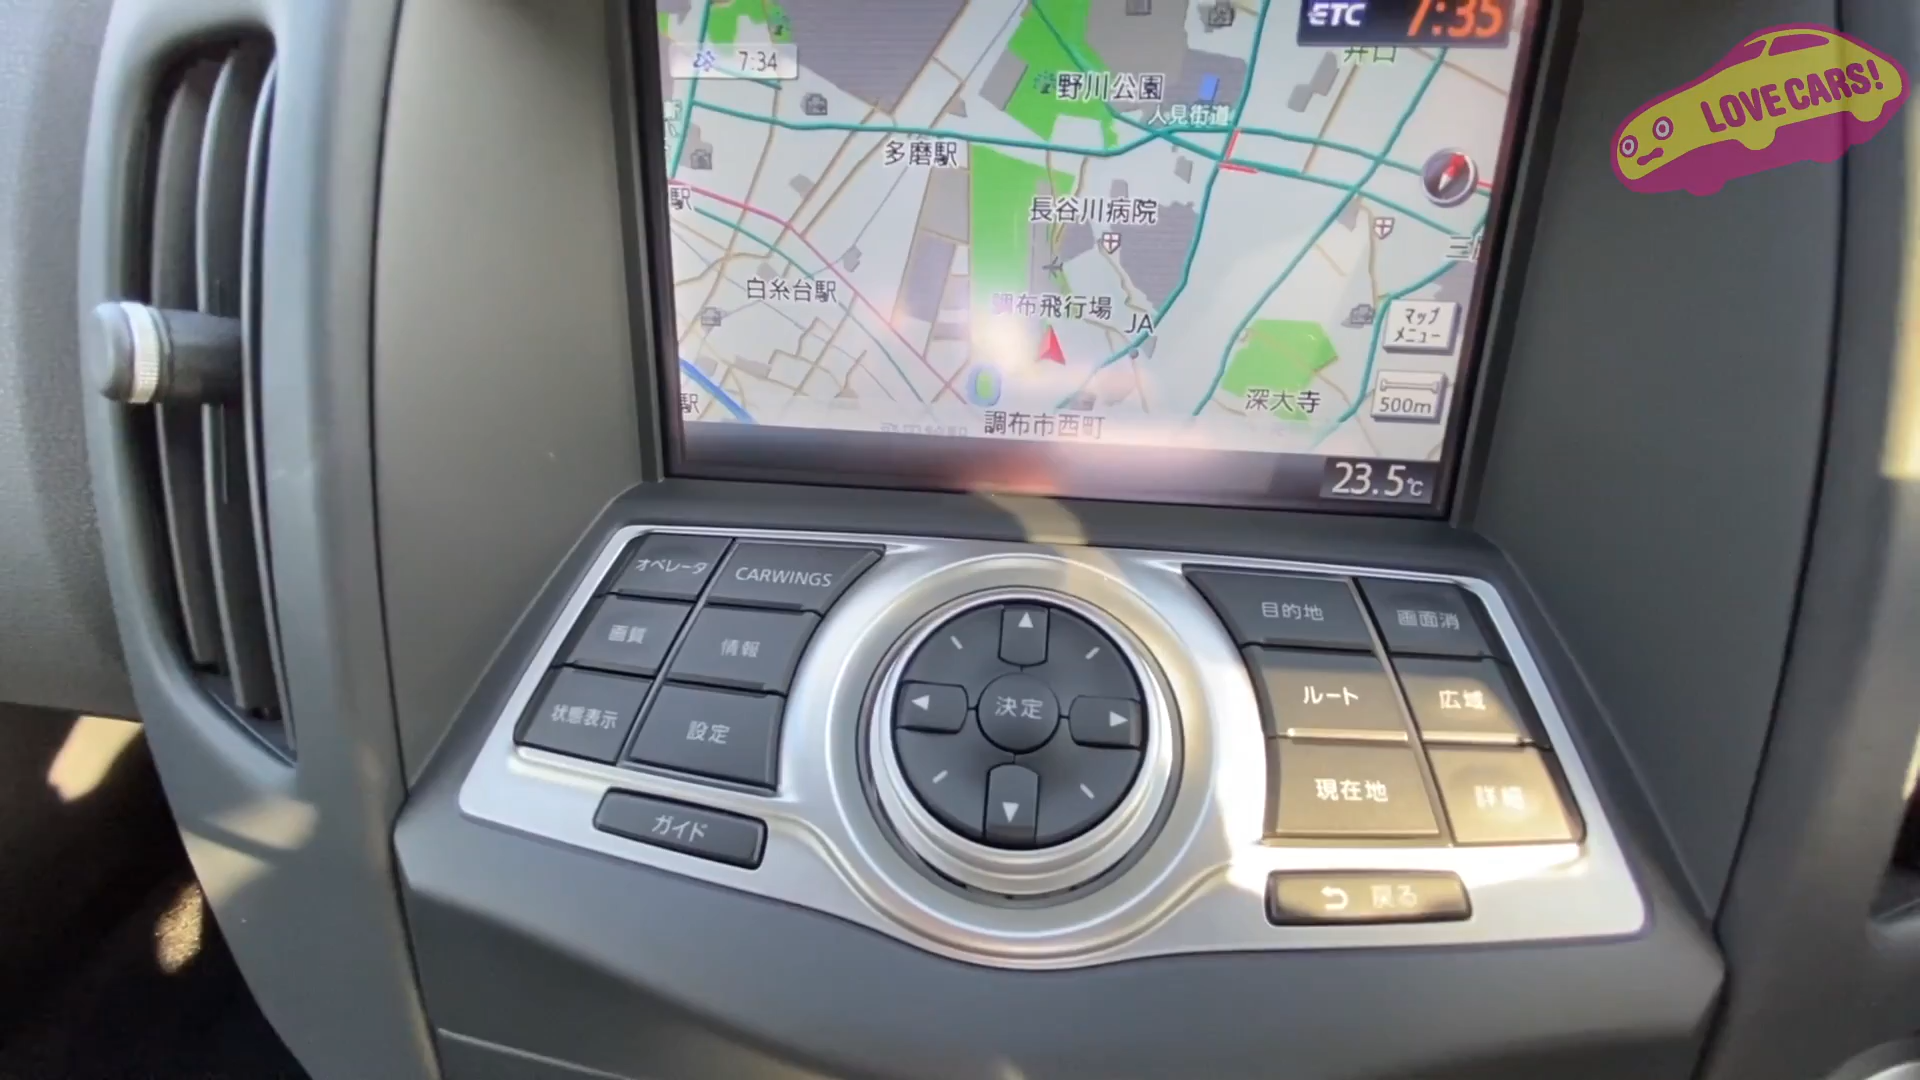 ETC 7:35
LOVE CARS!
7:34
井口
野川公園
人見街道
多磨駅
駅
長谷川病院
白糸台駅
調布飛行場
JA
マップ
メニュー
深大寺
500m
駅
調布市西町
23.5℃
オペレータ
CARWINGS
画質
情報
状態表示
設定
ガイド
決定
目的地
画面消
ルート
広域
現在地
詳細
戻る